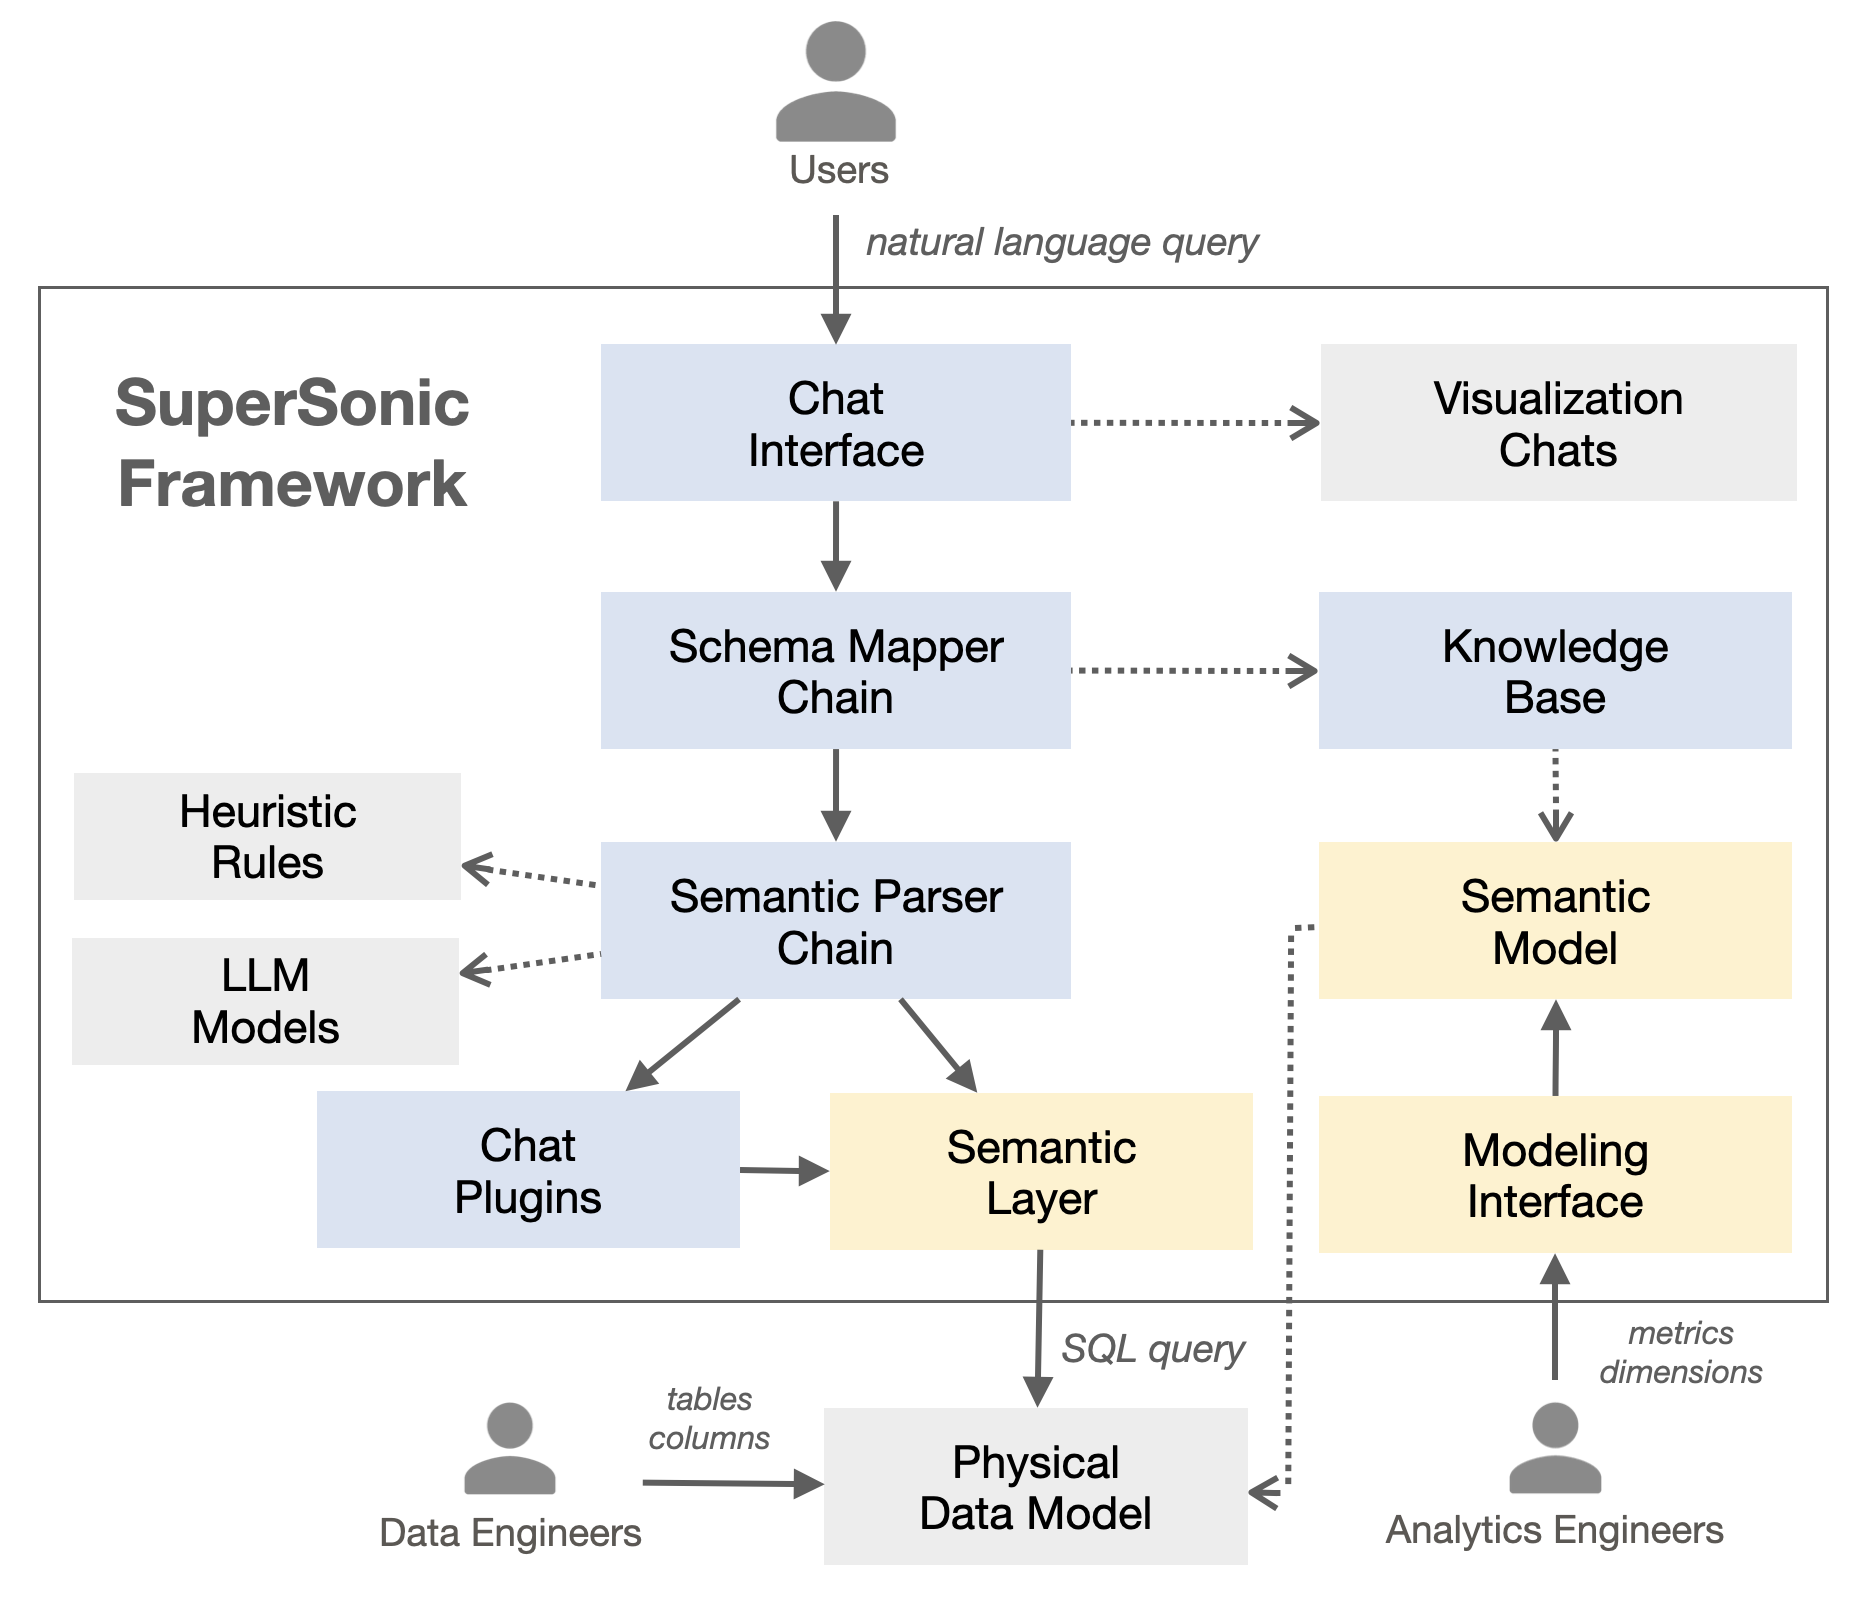 Users
natural language query
SuperSonic
Framework
Chat
Interface
Visualization
Chats
Schema Mapper
Chain
Knowledge
Base
Heuristic
Rules
LLM
Models
Semantic Parser
Chain
Semantic
Model
Chat
Plugins
Semantic
Layer
Modeling
Interface
SQL query
metrics
dimensions
tables
columns
Data Engineers
Physical
Data Model
Analytics Engineers